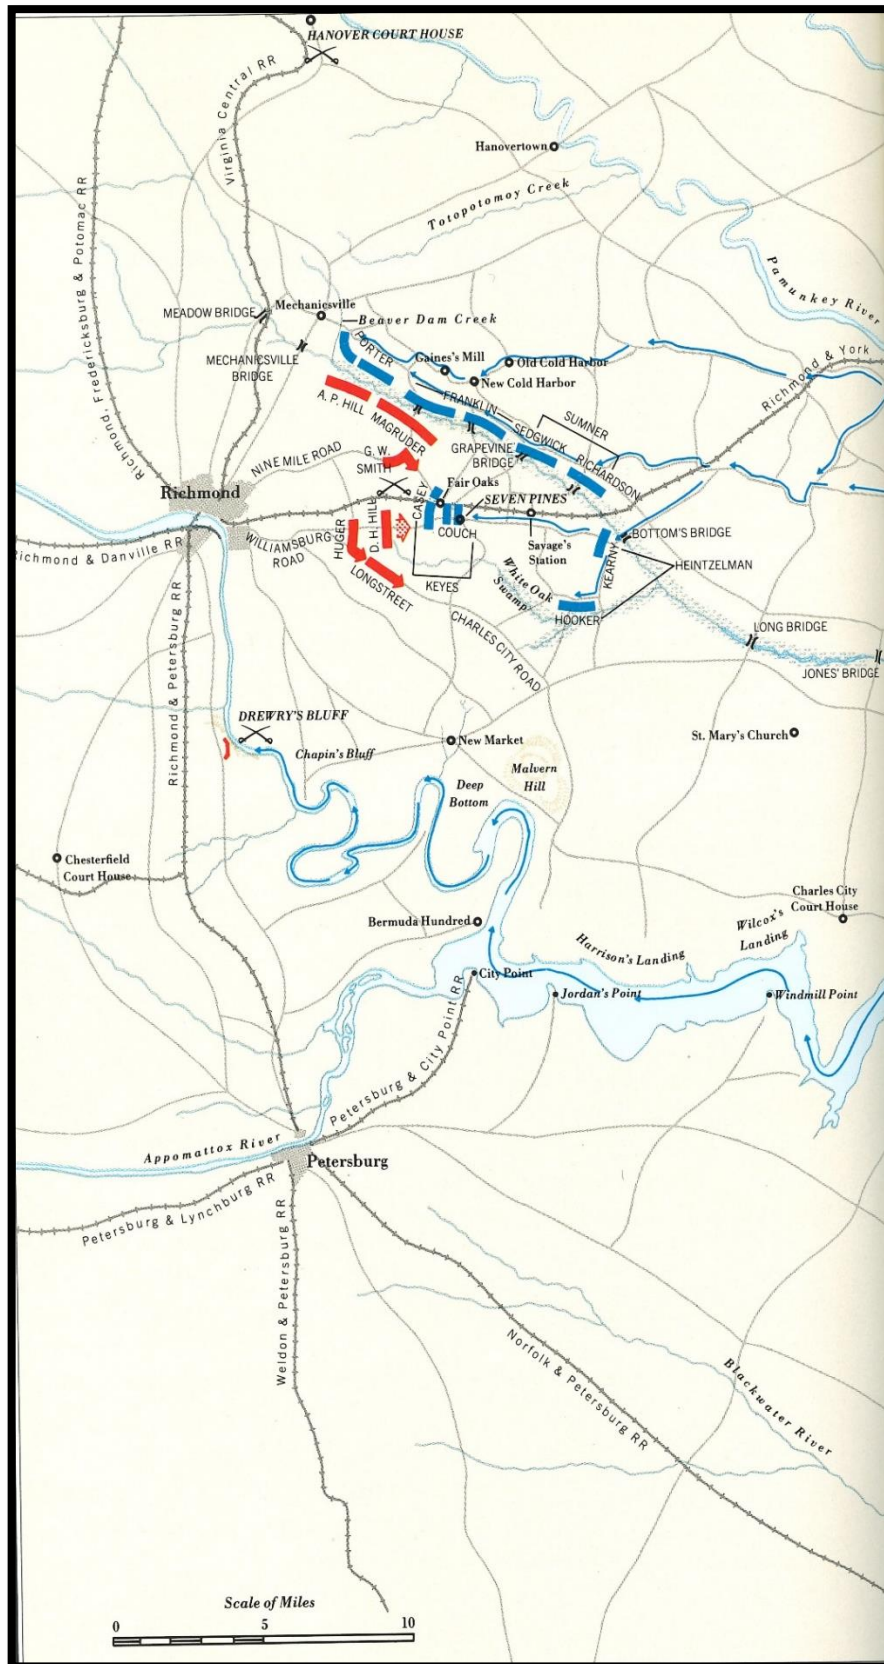 HANOVER COURT HOUSE
Virginia Central RR
Hanovertown
Richmond, Fredericksburg & Potomac RR
Totopotomoy Creek
Pamunkey River
MEADOW BRIDGE
Mechanicsville
Beaver Dam Creek
MECHANICSVILLE
BRIDGE
PORTER
Gaines's Mill
Old Cold Harbor
New Cold Harbor
Richmond & York
A. P. HILL
MAGRUDER
FRANKLIN
SEDGWICK
SUMNER
RICHARDSON
GRAPEVINE
BRIDGE
NINE MILE ROAD
G. W.
SMITH
Richmond
CASEY
Fair Oaks
SEVEN PINES
COUCH
Savage's
Station
BOTTOM'S BRIDGE
Richmond & Danville RR
WILLIAMSBURG
ROAD
HUGER
D. H. HILL
LONGSTREET
KEYES
White Oak
Swamp
KEARNY
HEINTZELMAN
HOOKER
CHARLES CITY ROAD
LONG BRIDGE
JONES' BRIDGE
Richmond & Petersburg RR
DREWRY'S BLUFF
Chapin's Bluff
New Market
St. Mary's Church
Malvern
Hill
Deep
Bottom
Chesterfield
Court House
Charles City
Court House
Bermuda Hundred
Wilcox's
Landing
Harrison's Landing
City Point
Jordan's Point
Windmill Point
Petersburg & City Point RR
Appomattox River
Petersburg
Petersburg & Lynchburg RR
Weldon & Petersburg RR
Norfolk & Petersburg RR
Blackwater River
Scale of Miles
0 5 10